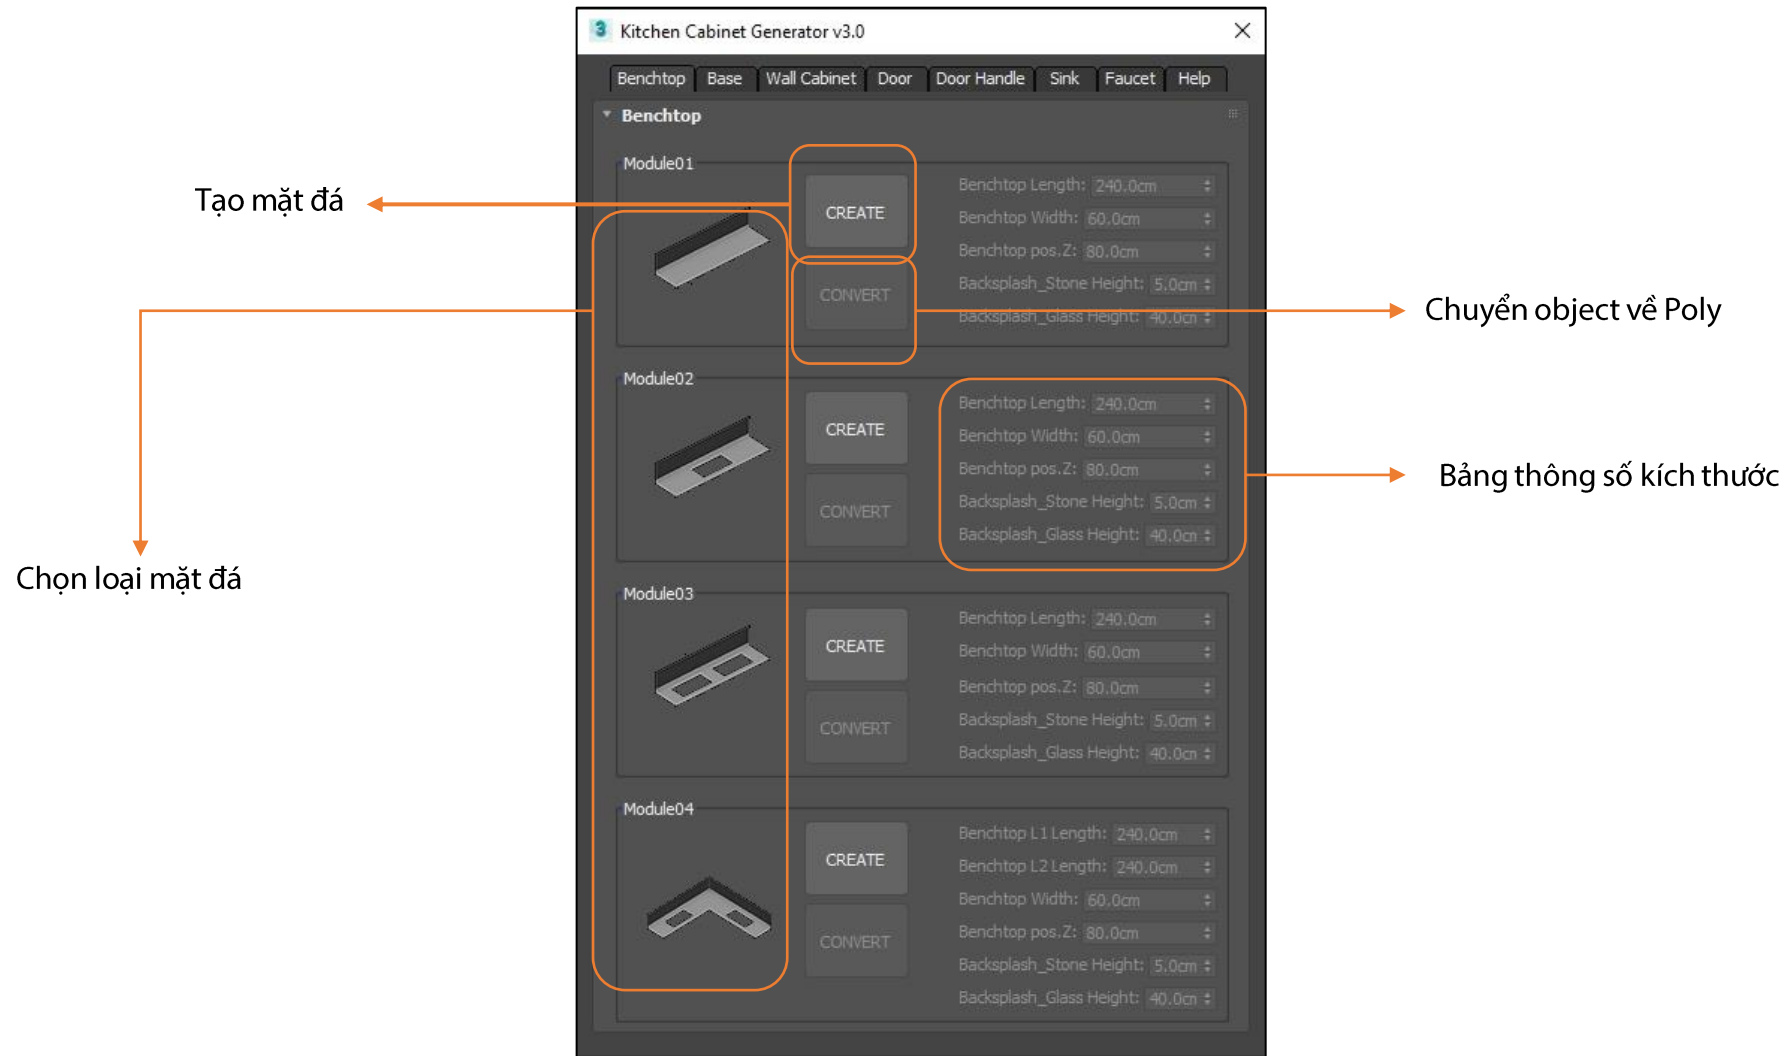 Kitchen Cabinet Generator v3.0
Benchtop Base Wall Cabinet Door Door Handle Sink Faucet Help
Benchtop
Module01
CREATE
CONVERT
Benchtop Length: 240.0cm
Benchtop Width: 60.0cm
Benchtop pos.Z: 80.0cm
Backsplash_Stone Height: 5.0cm
Backsplash_Glass Height: 40.0cm
Tạo mặt đá
Chuyển object về Poly
Module02
CREATE
CONVERT
Benchtop Length: 240.0cm
Benchtop Width: 60.0cm
Benchtop pos.Z: 80.0cm
Backsplash_Stone Height: 5.0cm
Backsplash_Glass Height: 40.0cm
Bảng thông số kích thước
Chọn loại mặt đá
Module03
CREATE
CONVERT
Benchtop Length: 240.0cm
Benchtop Width: 60.0cm
Benchtop pos.Z: 80.0cm
Backsplash_Stone Height: 5.0cm
Backsplash_Glass Height: 40.0cm
Module04
CREATE
CONVERT
Benchtop L1 Length: 240.0cm
Benchtop L2 Length: 240.0cm
Benchtop Width: 60.0cm
Benchtop pos.Z: 80.0cm
Backsplash_Stone Height: 5.0cm
Backsplash_Glass Height: 40.0cm